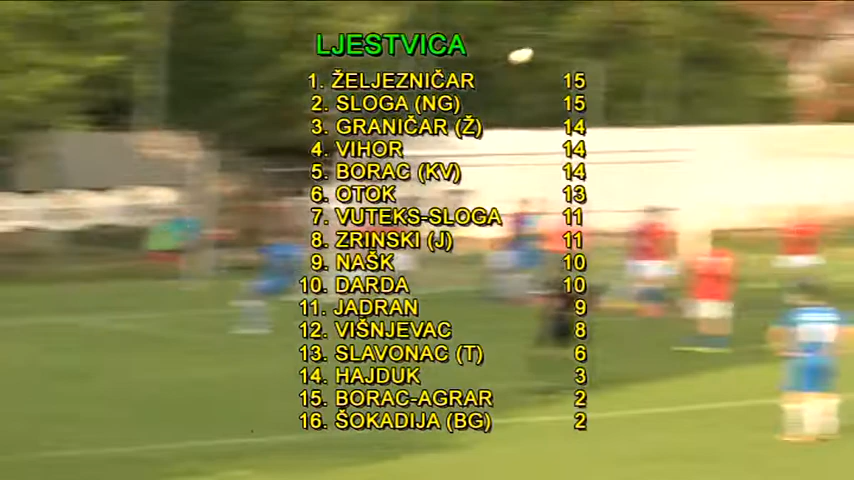 LJESTVICA
1. ŽELJEZNIČAR 15
2. SLOGA (NG) 15
3. GRANIČAR (Ž) 14
4. VIHOR 14
5. BORAC (KV) 14
6. OTOK 13
7. VUTEKS-SLOGA 11
8. ZRINSKI (J) 11
9. NAŠK 10
10. DARDA 10
11. JADRAN 9
12. VIŠNJEVAC 8
13. SLAVONAC (T) 6
14. HAJDUK 3
15. BORAC-AGRAR 2
16. ŠOKADIJA (BG) 2